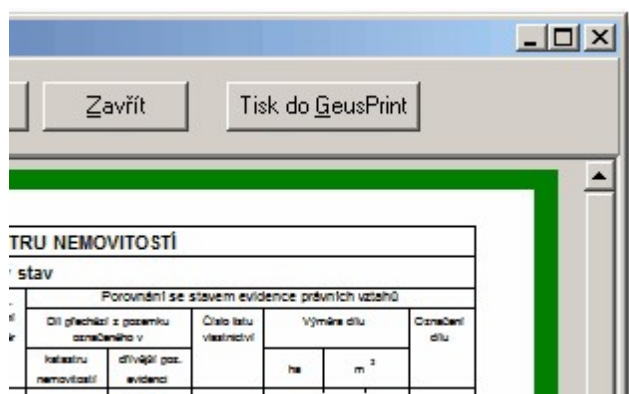 Zavřít Tisk do GeusPrint
TRU NEMOVITOSTÍ
stav
Porovnání se stavem evidence právních vztahů
Díl přechází z pozemku Číslo listu Výměra dílu Označení
označeného v vlastnictví dílu
katastru dřívější poz. ha m 2
nemovitostí evidenci